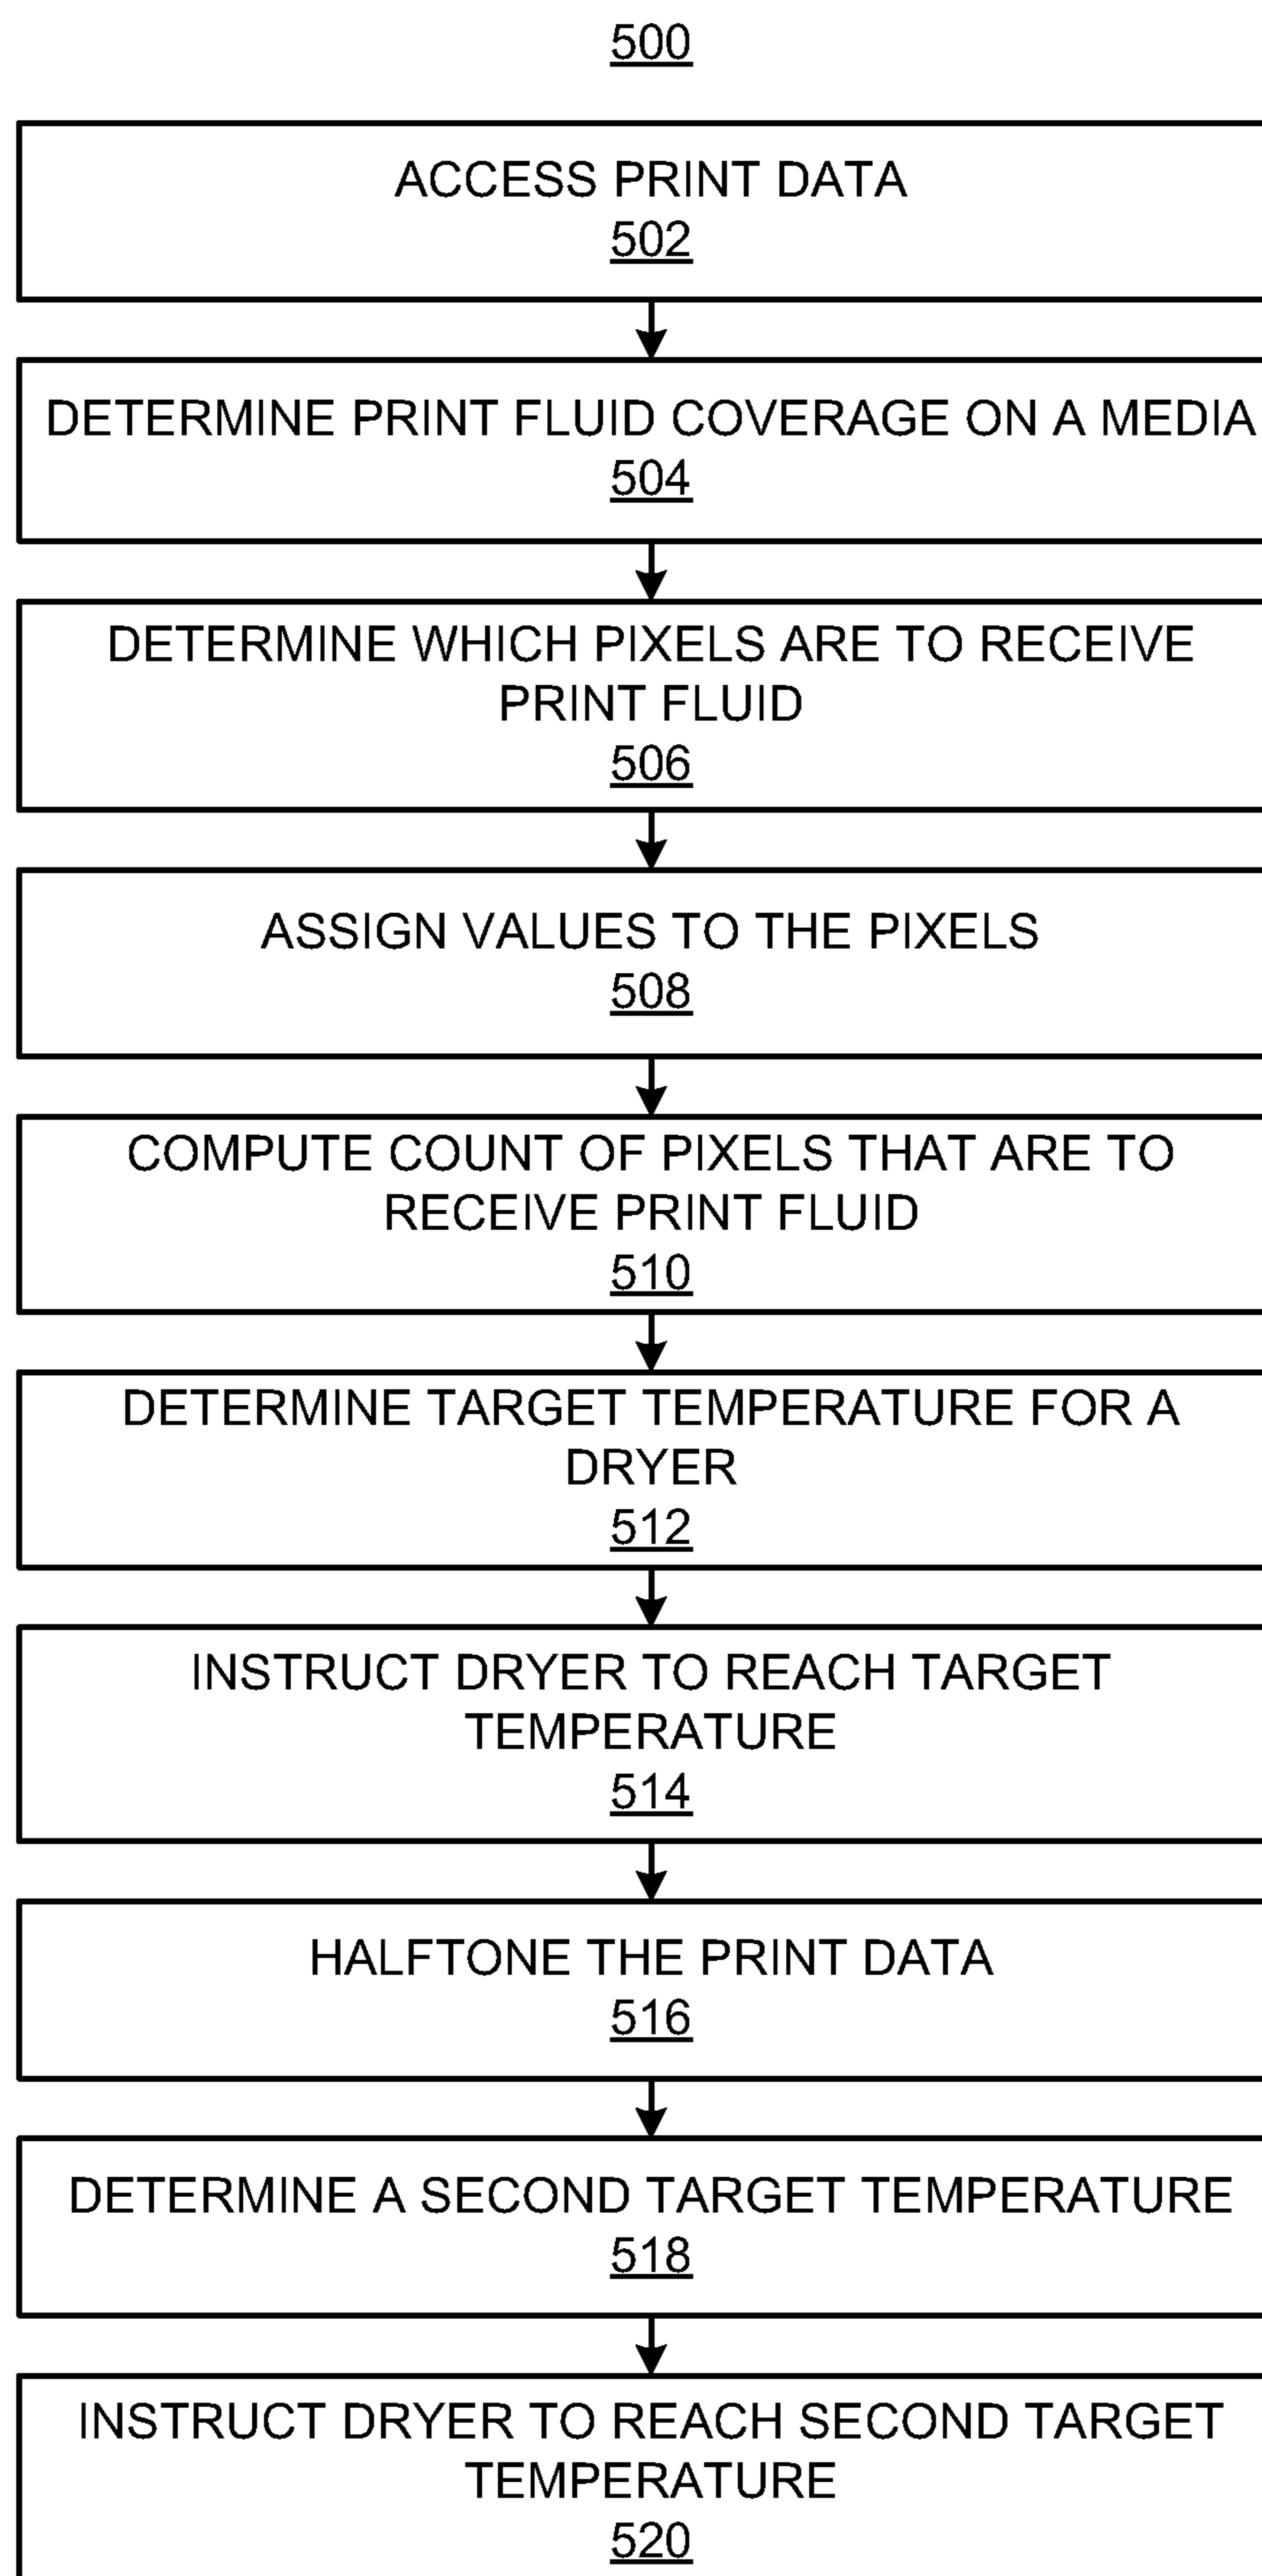 500
ACCESS PRINT DATA
502
DETERMINE PRINT FLUID COVERAGE ON A MEDIA
504
DETERMINE WHICH PIXELS ARE TO RECEIVE
PRINT FLUID
506
ASSIGN VALUES TO THE PIXELS
508
COMPUTE COUNT OF PIXELS THAT ARE TO
RECEIVE PRINT FLUID
510
DETERMINE TARGET TEMPERATURE FOR A
DRYER
512
INSTRUCT DRYER TO REACH TARGET
TEMPERATURE
514
HALFTONE THE PRINT DATA
516
DETERMINE A SECOND TARGET TEMPERATURE
518
INSTRUCT DRYER TO REACH SECOND TARGET
TEMPERATURE
520